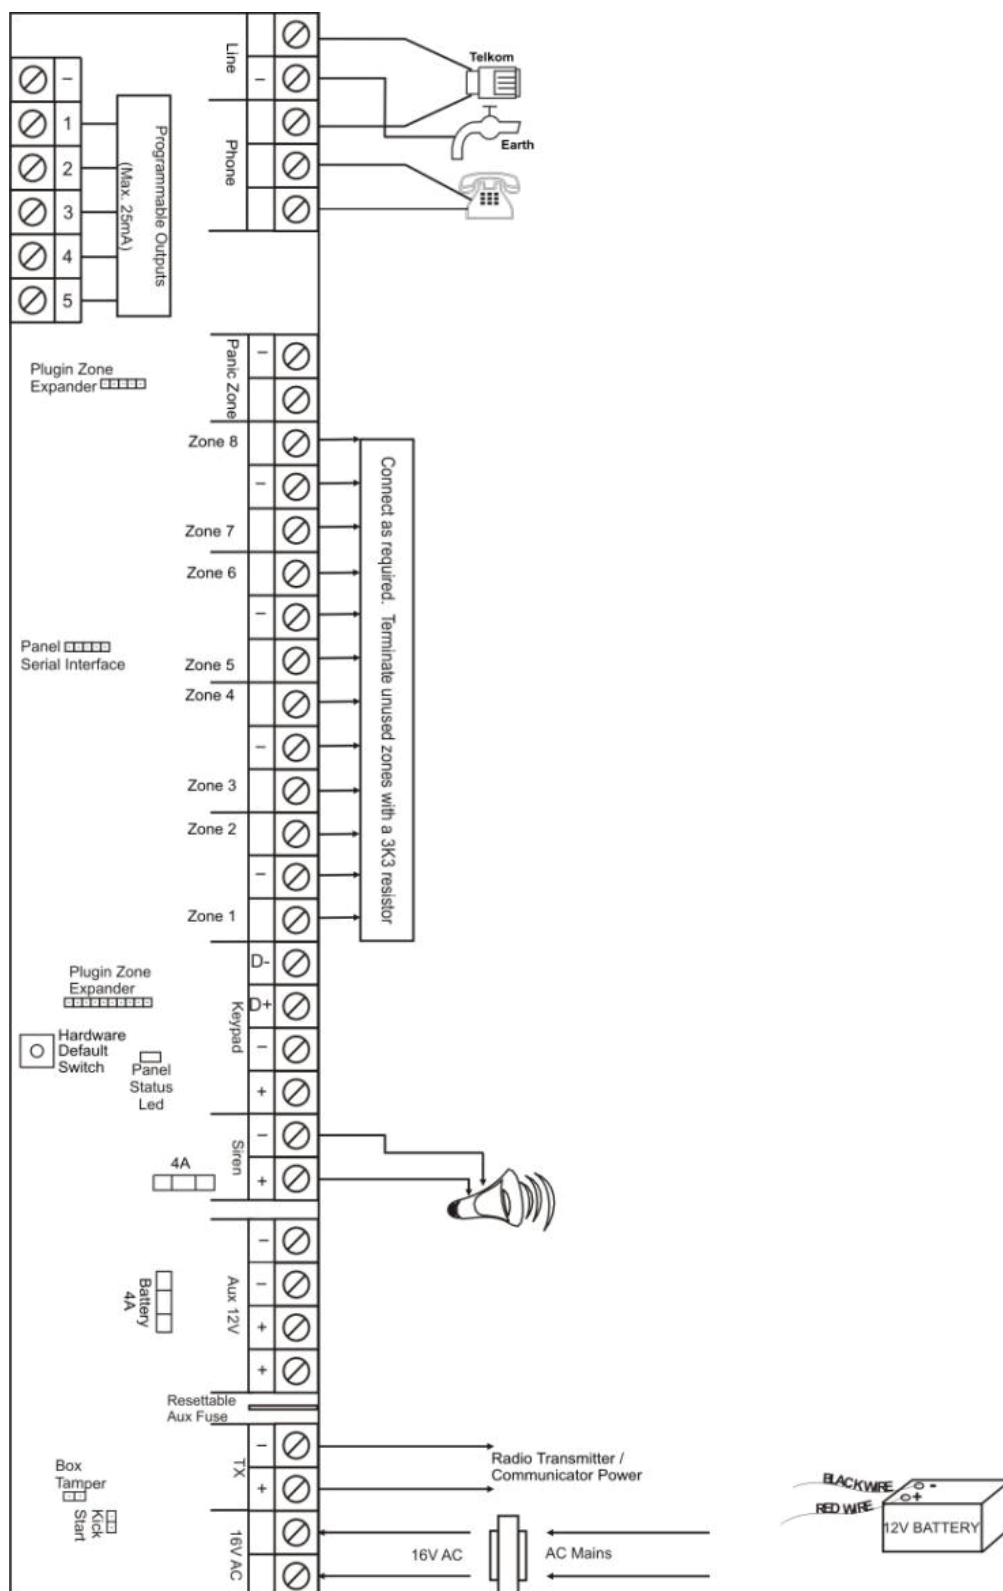 Line
–
Phone
Telkom
Earth
–
1
2
3
4
5
Programmable Outputs
(Max. 25mA)
Plugin Zone
Expander
Panic Zone
–
Zone 8
–
Zone 7
Zone 6
–
Zone 5
Zone 4
–
Zone 3
Zone 2
–
Zone 1
Connect as required. Terminate unused zones with a 3K3 resistor
Panel
Serial Interface
Plugin Zone
Expander
Hardware
Default
Switch
Panel
Status
Led
Keypad
D-
D+
–
+
Siren
–
+
4A
Battery
4A
Aux 12V
–
–
+
+
Resettable
Aux Fuse
TX
–
+
Radio Transmitter /
Communicator Power
Box
Tamper
Kick
Start
16V AC
16V AC
AC Mains
BLACK WIRE
RED WIRE
-
+
12V BATTERY